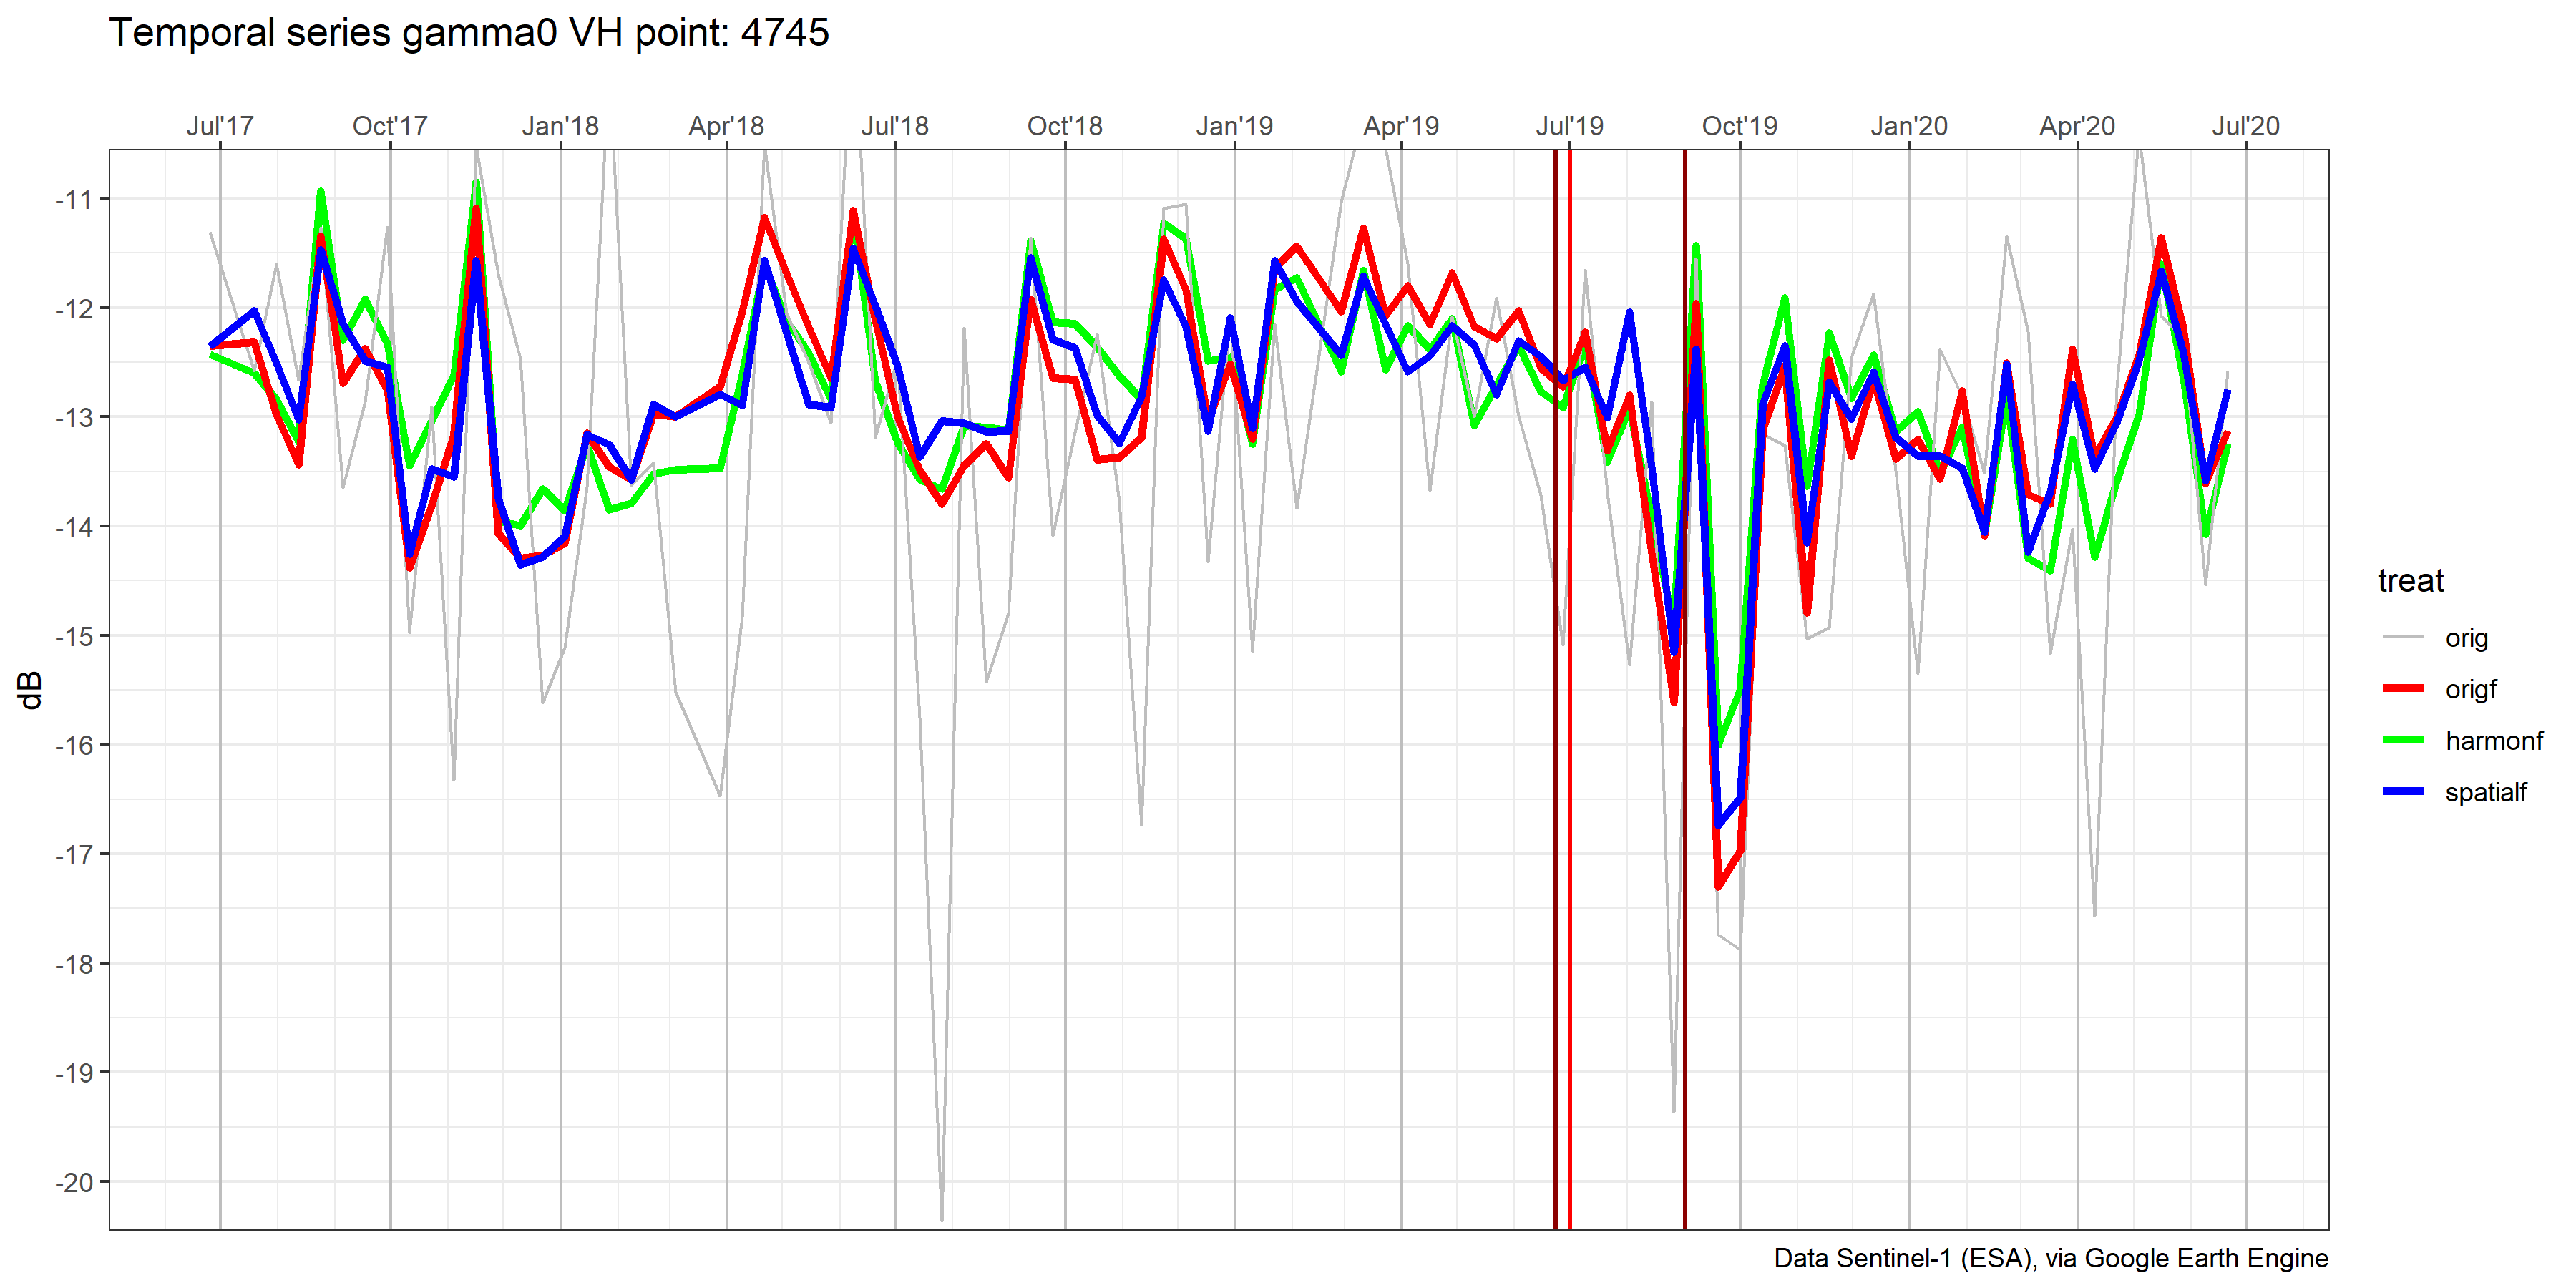 Temporal series gamma0 VH point: 4745
Jul'17 Oct'17 Jan'18 Apr'18 Jul'18 Oct'18 Jan'19 Apr'19 Jul'19 Oct'19 Jan'20 Apr'20 Jul'20
-11
-12
-13
-14
-15
-16
-17
-18
-19
-20
dB
treat
orig
origf
harmonf
spatialf
Data Sentinel-1 (ESA), via Google Earth Engine